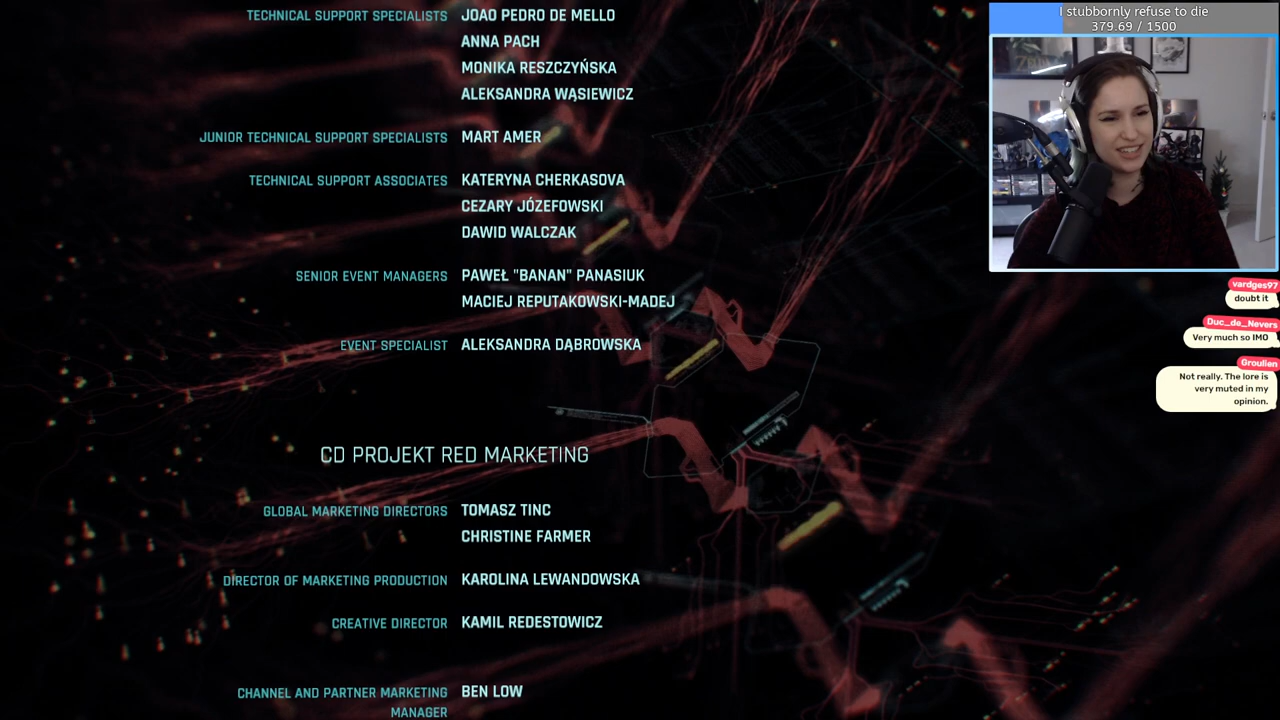 TECHNICAL SUPPORT SPECIALISTS JOAO PEDRO DE MELLO
ANNA PACH
MONIKA RESZCZYŃSKA
ALEKSANDRA WĄSIEWICZ
JUNIOR TECHNICAL SUPPORT SPECIALISTS MART AMER
TECHNICAL SUPPORT ASSOCIATES KATERYNA CHERKASOVA
CEZARY JÓZEFOWSKI
DAWID WALCZAK
SENIOR EVENT MANAGERS PAWEŁ "BANAN" PANASIUK
MACIEJ REPUTAKOWSKI-MADEJ
EVENT SPECIALIST ALEKSANDRA DĄBROWSKA
CD PROJEKT RED MARKETING
GLOBAL MARKETING DIRECTORS TOMASZ TINC
CHRISTINE FARMER
DIRECTOR OF MARKETING PRODUCTION KAROLINA LEWANDOWSKA
CREATIVE DIRECTOR KAMIL REDESTOWICZ
CHANNEL AND PARTNER MARKETING BEN LOW
MANAGER
I stubbornly refuse to die
379.69 / 1500
vardges97
doubt it
Duc_de_Nevers
Very much so IMO
Groulien
Not really. The lore is
very muted in my
opinion.